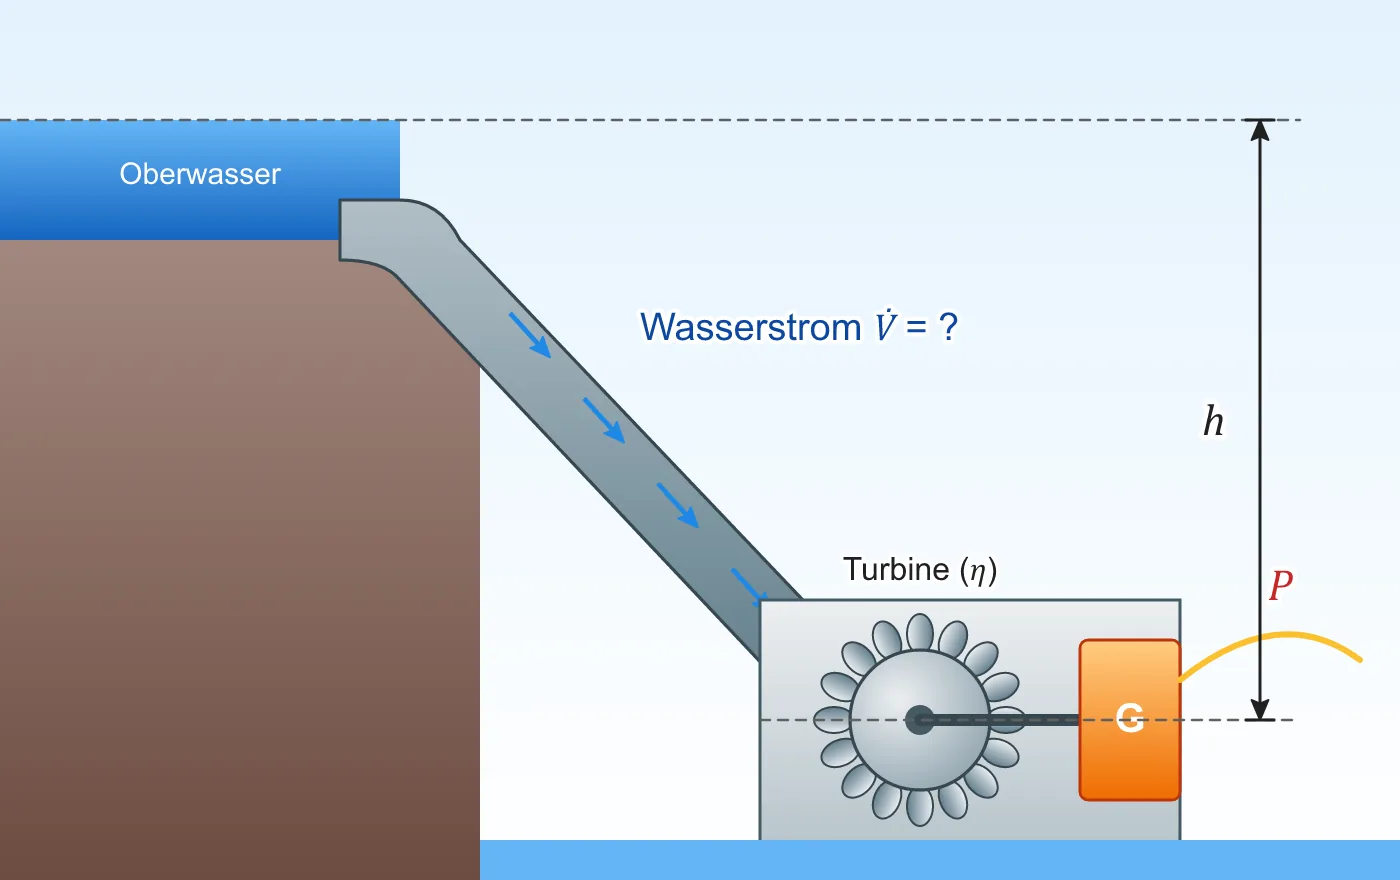 Oberwasser
Wasserstrom V̇ = ?
h
Turbine (η)
P
G